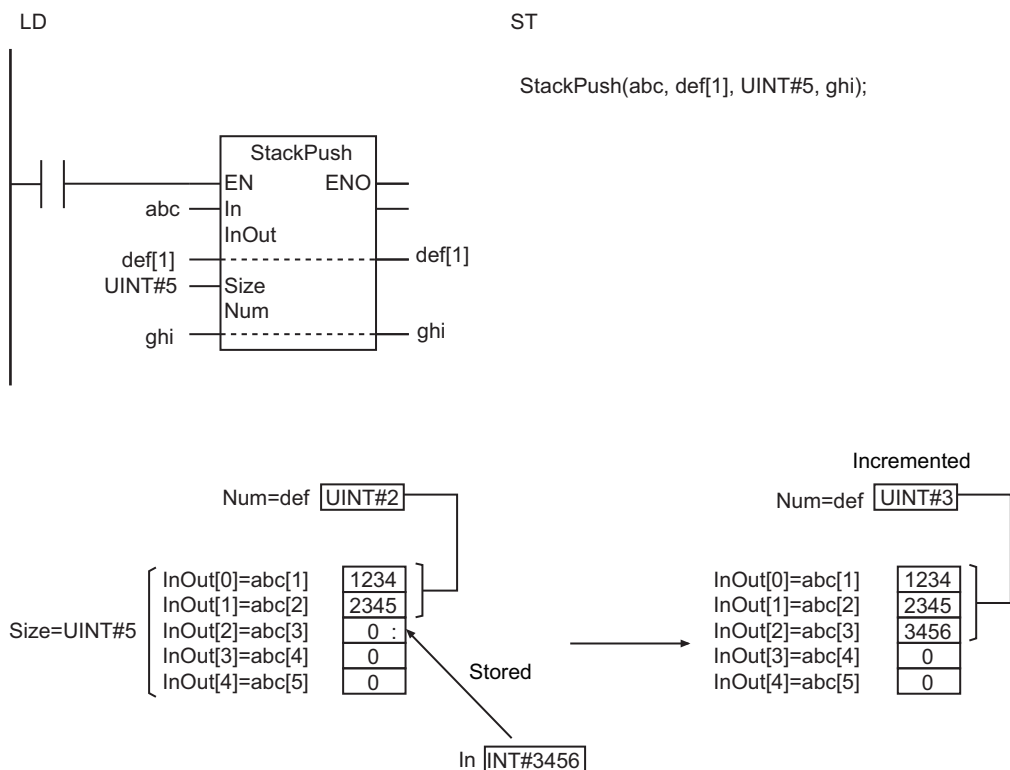 LD
ST
StackPush(abc, def[1], UINT#5, ghi);
StackPush
EN ENO
abc In
InOut
def[1] def[1]
UINT#5 Size
Num
ghi ghi
Incremented
Num=def UINT#2
Num=def UINT#3
Size=UINT#5
InOut[0]=abc[1] 1234
InOut[1]=abc[2] 2345
InOut[2]=abc[3] 0 :
InOut[3]=abc[4] 0
InOut[4]=abc[5] 0
Stored
In INT#3456
InOut[0]=abc[1] 1234
InOut[1]=abc[2] 2345
InOut[2]=abc[3] 3456
InOut[3]=abc[4] 0
InOut[4]=abc[5] 0